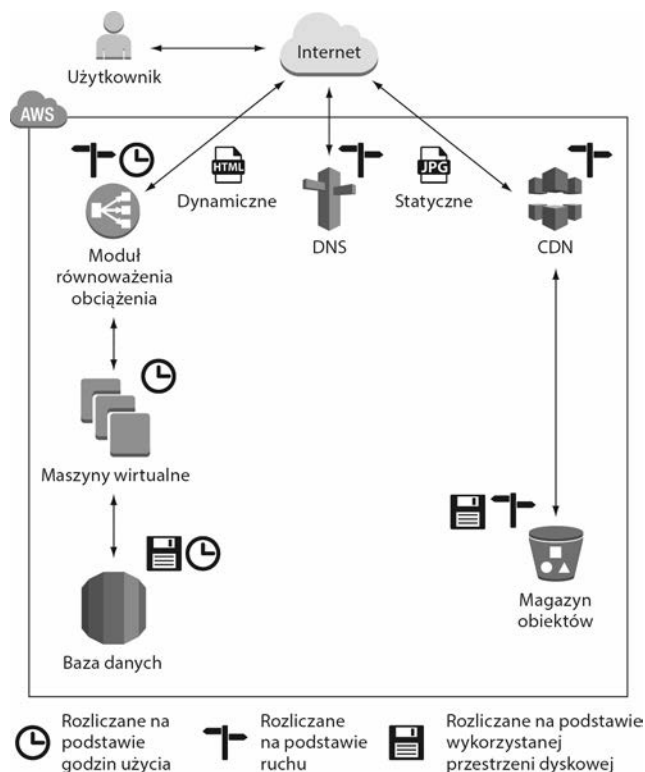 Użytkownik
Internet
AWS
HTML
Dynamiczne
DNS
JPG
Statyczne
CDN
Moduł
równoważenia
obciążenia
Maszyny wirtualne
Baza danych
Magazyn
obiektów
Rozliczane na
podstawie
godzin użycia
Rozliczane
na podstawie
ruchu
Rozliczane na podstawie
wykorzystanej
przestrzeni dyskowej